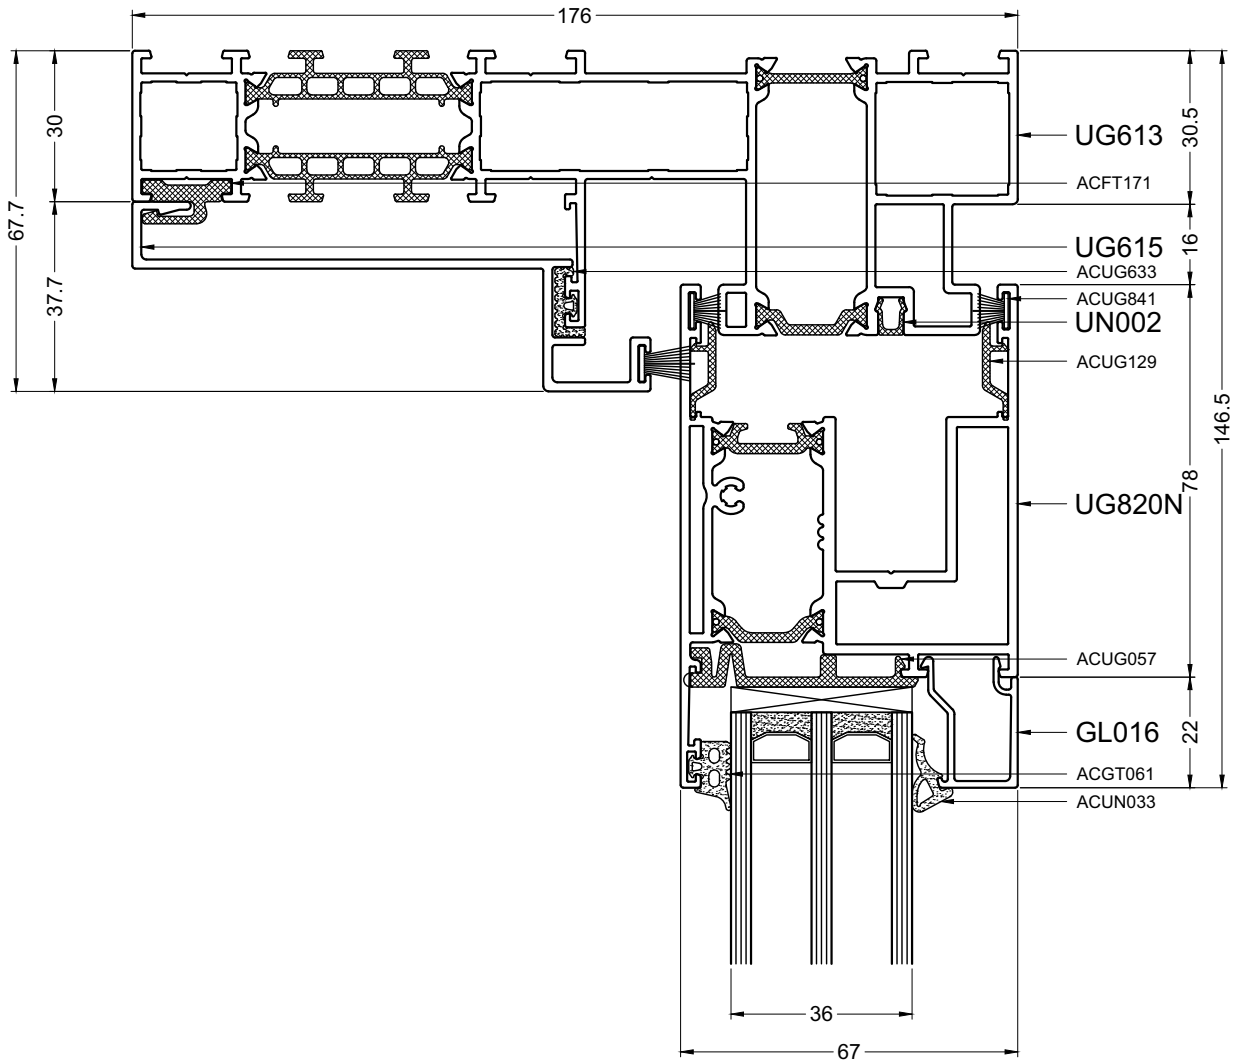 176
30
67.7
37.7
UG613
30.5
ACFT171
UG615
16
ACUG633
ACUG841
UN002
ACUG129
146.5
78
UG820N
ACUG057
GL016
22
ACGT061
ACUN033
36
67